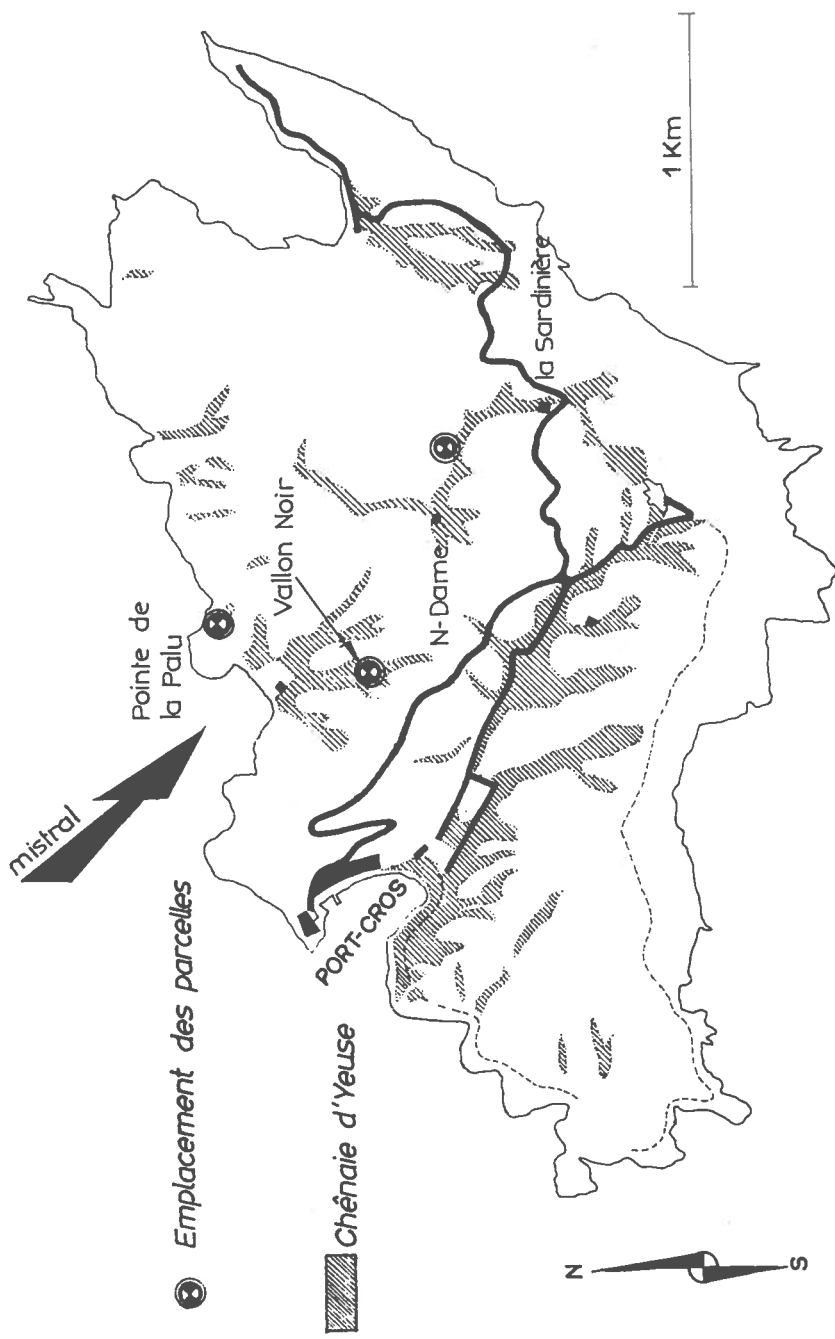 mistral
Pointe de
la Palu
Vallon Noir
N-Dame
la Sardinière
PORT-CROS
Emplacement des parcelles
Chênaie d'Yeuse
1 Km
N
S